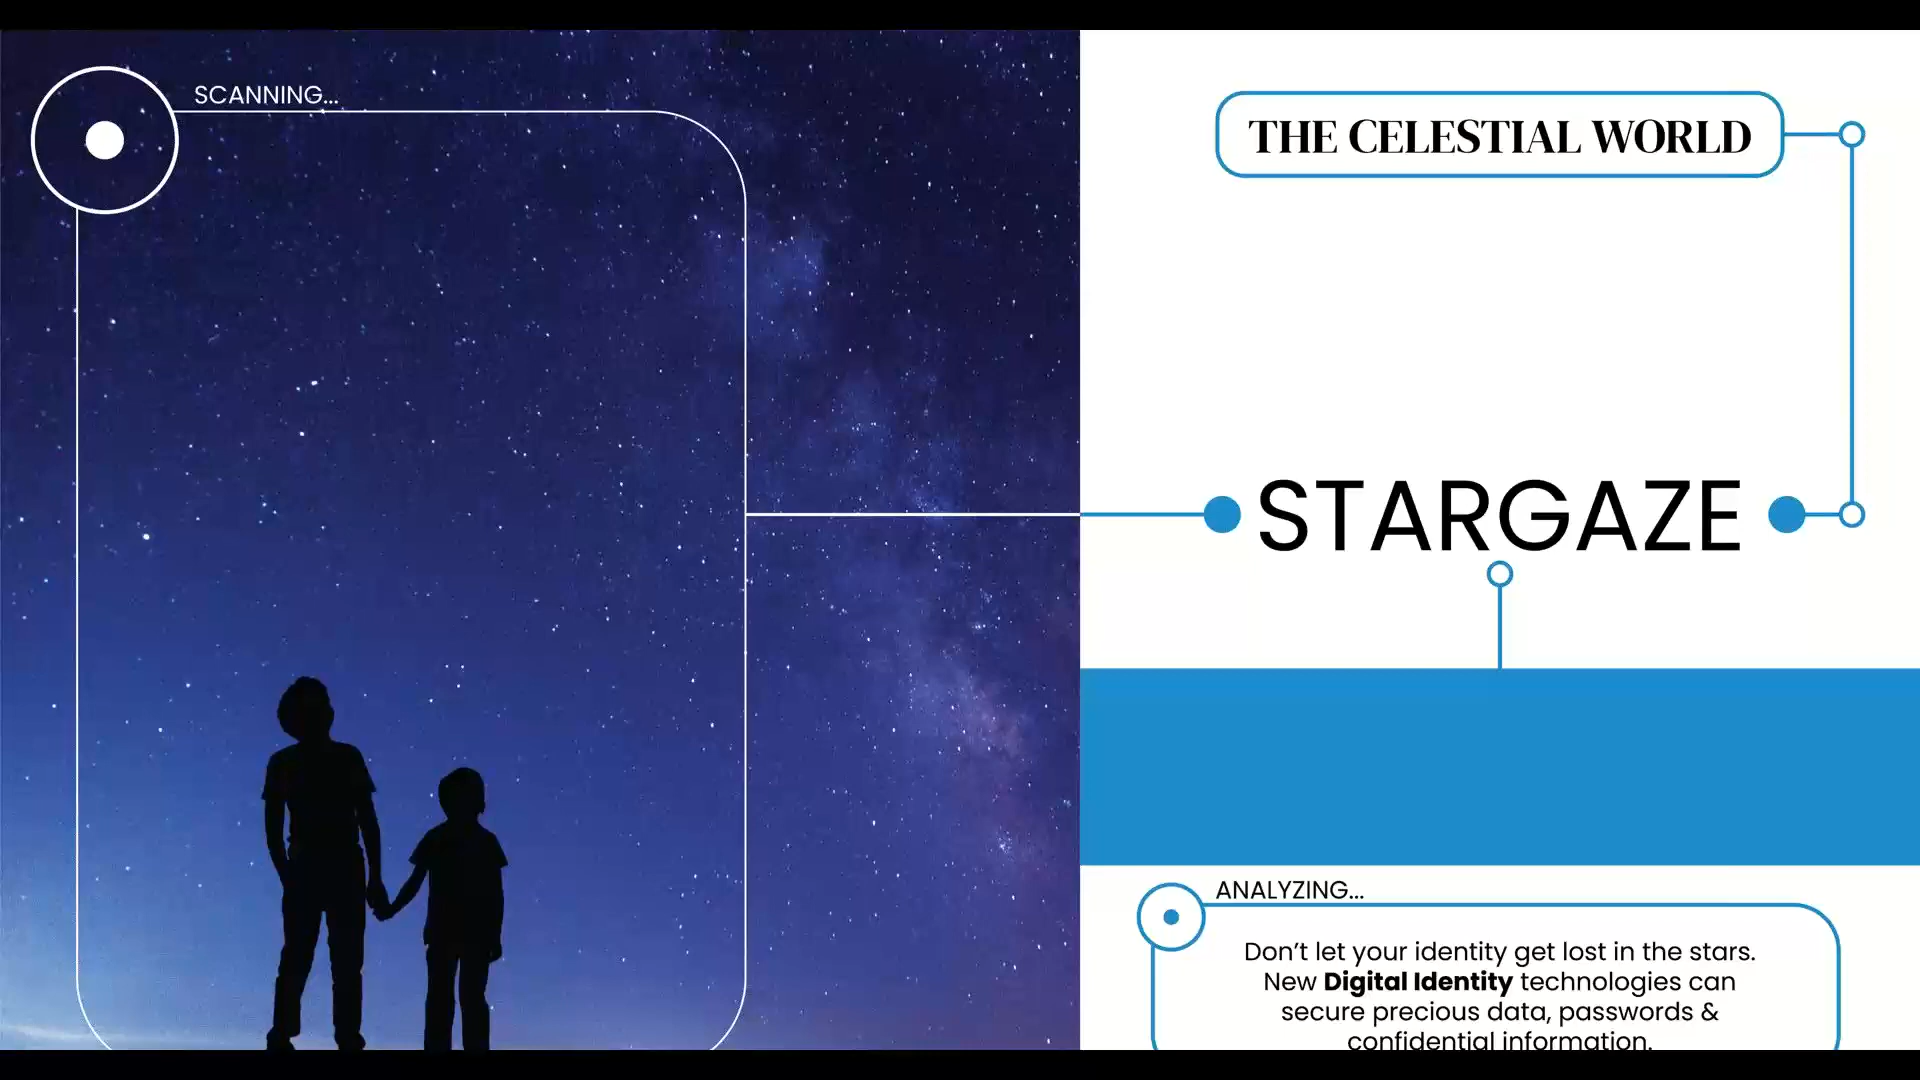 SCANNING...
THE CELESTIAL WORLD
STARGAZE
ANALYZING...
Don’t let your identity get lost in the stars.
New Digital Identity technologies can
secure precious data, passwords &
confidential information.